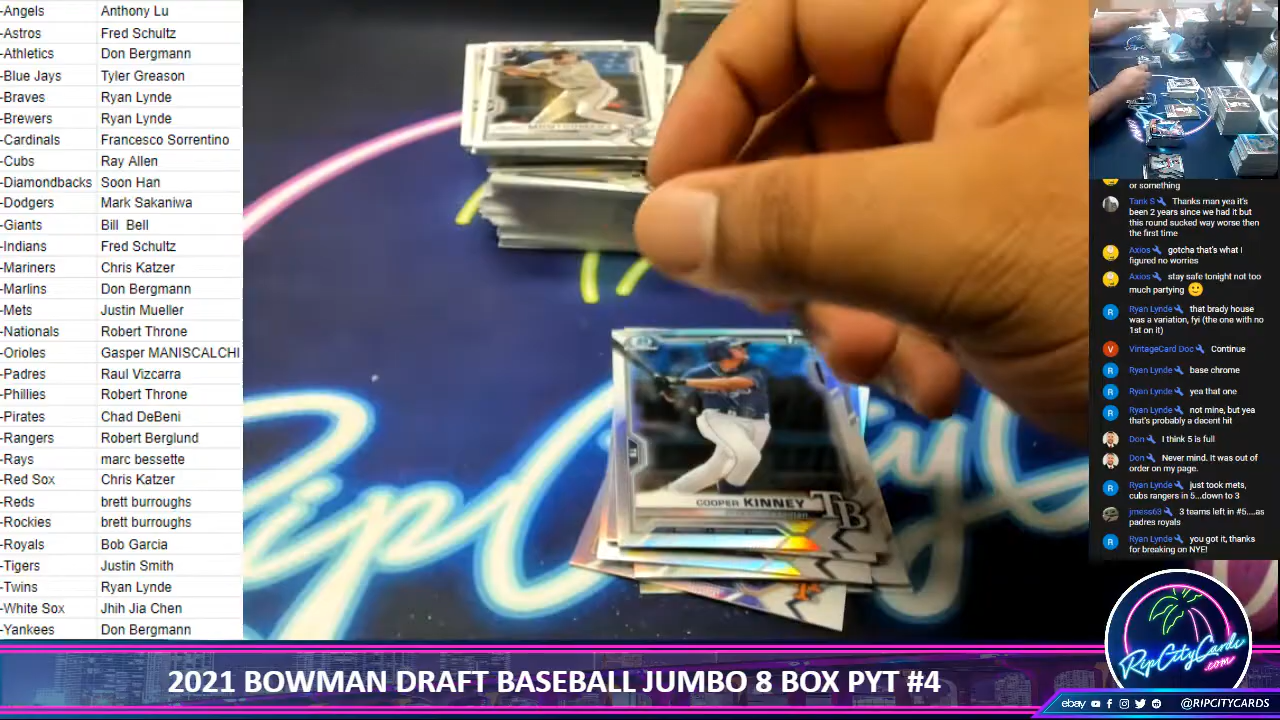 -Angels Anthony Lu
-Astros Fred Schultz
-Athletics Don Bergmann
-Blue Jays Tyler Greason
-Braves Ryan Lynde
-Brewers Ryan Lynde
-Cardinals Francesco Sorrentino
-Cubs Ray Allen
-Diamondbacks Soon Han
-Dodgers Mark Sakaniwa
-Giants Bill Bell
-Indians Fred Schultz
-Mariners Chris Katzer
-Marlins Don Bergmann
-Mets Justin Mueller
-Nationals Robert Throne
-Orioles Gasper MANISCALCHI
-Padres Raul Vizcarra
-Phillies Robert Throne
-Pirates Chad DeBeni
-Rangers Robert Berglund
-Rays marc bessette
-Red Sox Chris Katzer
-Reds brett burroughs
-Rockies brett burroughs
-Royals Bob Garcia
-Tigers Justin Smith
-Twins Ryan Lynde
-White Sox Jhih Jia Chen
-Yankees Don Bergmann
MONTGOMERY
COOPER KINNEY
TB
1st
or something
Tank S Thanks man yea it's
been 2 years since we had it but
this round sucked way worse then
the first time
Axios gotcha that's what I
figured no worries
Axios stay safe tonight not too
much partying
R Ryan Lynde that brady house
was a variation, fyi (the one with no
1st on it)
V VintageCard Doc Continue
R Ryan Lynde base chrome
R Ryan Lynde yea that one
R Ryan Lynde not mine, but yea
that's probably a decent hit
Don I think 5 is full
Don Never mind. It was out of
order on my page.
R Ryan Lynde just took mets,
cubs rangers in 5...down to 3
jmess63 3 teams left in #5....as
padres royals
R Ryan Lynde you got it, thanks
for breaking on NYE!
RipCityCards
.com
2021 BOWMAN DRAFT BASEBALL JUMBO 8 BOX PYT #4
ebay @RIPCITYCARDS